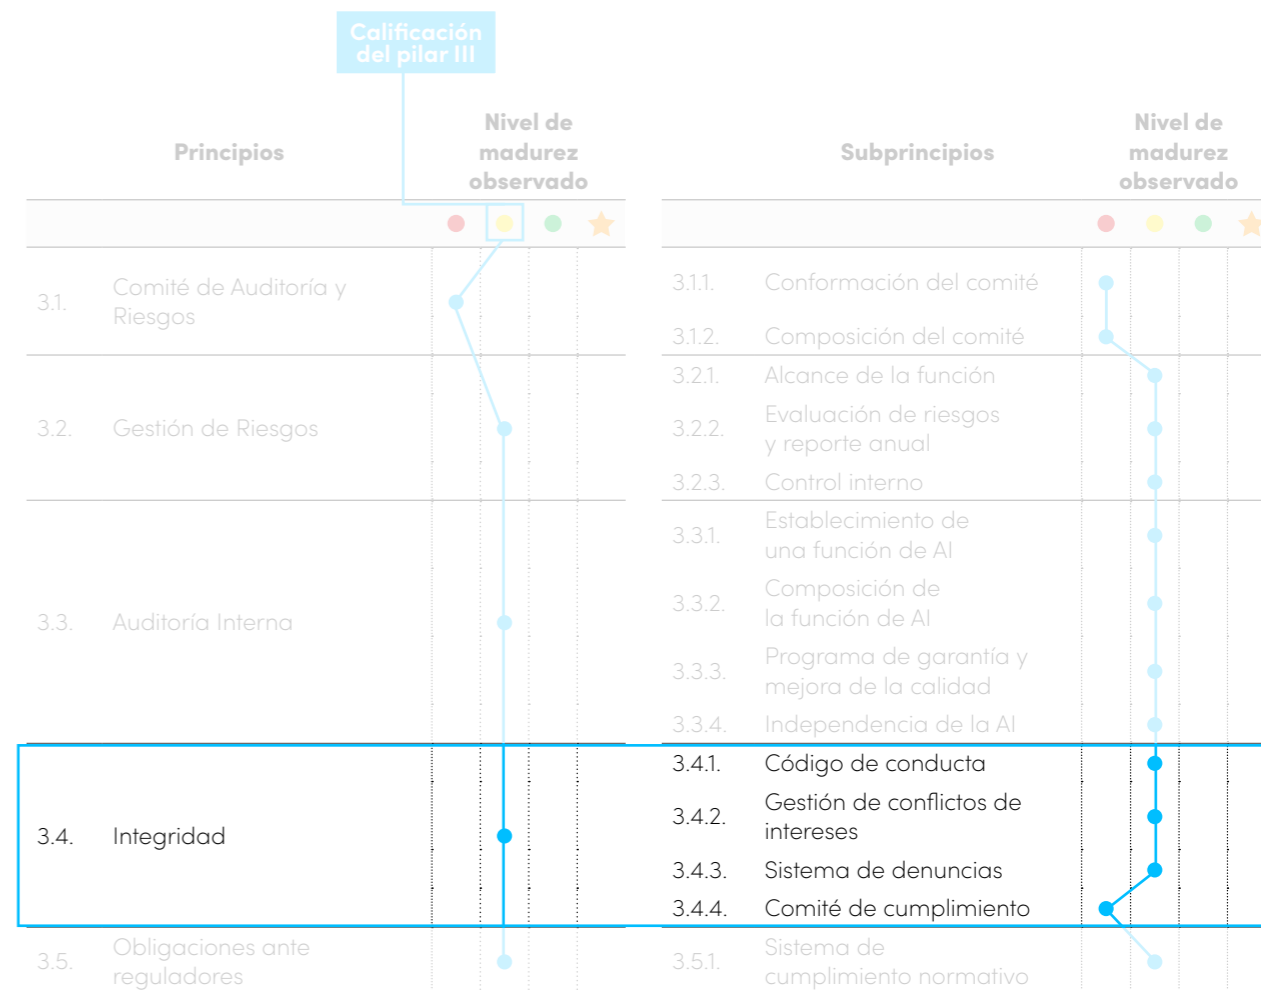 Calificación
del pilar III
Principios
Nivel de
madurez
observado
3.1.
Comité de Auditoría y
Riesgos
3.2.
Gestión de Riesgos
3.3.
Auditoría Interna
3.4.
Integridad
3.5.
Obligaciones ante
reguladores
Subprincipios
Nivel de
madurez
observado
3.1.1.
Conformación del comité
3.1.2.
Composición del comité
3.2.1.
Alcance de la función
3.2.2.
Evaluación de riesgos
y reporte anual
3.2.3.
Control interno
3.3.1.
Establecimiento de
una función de AI
3.3.2.
Composición de
la función de AI
3.3.3.
Programa de garantía y
mejora de la calidad
3.3.4.
Independencia de la AI
3.4.1.
Código de conducta
3.4.2.
Gestión de conflictos de
intereses
3.4.3.
Sistema de denuncias
3.4.4.
Comité de cumplimiento
3.5.1.
Sistema de
cumplimiento normativo